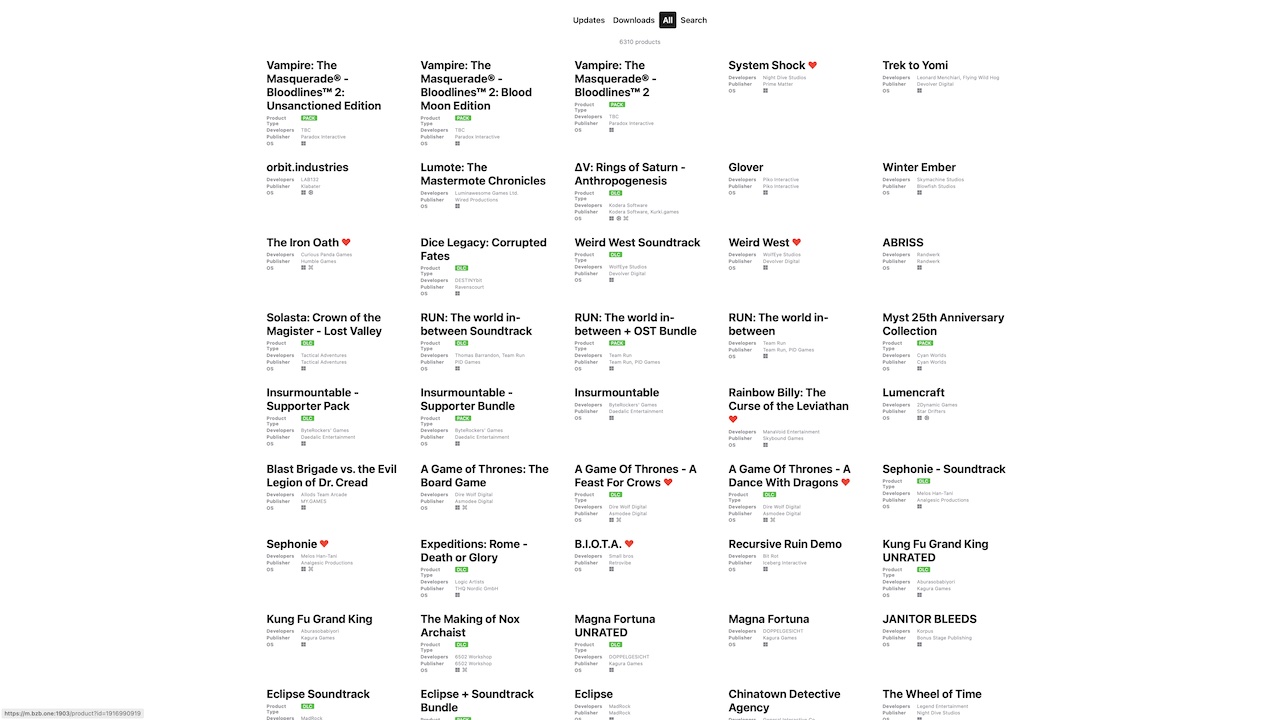 Updates Downloads All Search
6310 products
Vampire: The
Masquerade® -
Bloodlines™ 2:
Unsanctioned Edition
Product
Type PACK
Developers TBC
Publisher Paradox Interactive
OS
Vampire: The
Masquerade® -
Bloodlines™ 2: Blood
Moon Edition
Product
Type PACK
Developers TBC
Publisher Paradox Interactive
OS
Vampire: The
Masquerade® -
Bloodlines™ 2
Product
Type PACK
Developers TBC
Publisher Paradox Interactive
OS
System Shock
Developers Night Dive Studios
Publisher Prime Matter
OS
Trek to Yomi
Developers Leonard Menchiari, Flying Wild Hog
Publisher Devolver Digital
OS
orbit.industries
Developers LAB132
Publisher Klabater
OS
Lumote: The
Mastermote Chronicles
Developers Luminawesome Games Ltd.
Publisher Wired Productions
OS
ΔV: Rings of Saturn -
Anthropogenesis
Product
Type DLC
Developers Kodera Software
Publisher Kodera Software, Kurki.games
OS
Glover
Developers Piko Interactive
Publisher Piko Interactive
OS
Winter Ember
Developers Skymachine Studios
Publisher Blowfish Studios
OS
The Iron Oath
Developers Curious Panda Games
Publisher Humble Games
OS
Dice Legacy: Corrupted
Fates
Product
Type DLC
Developers DESTINYbit
Publisher Ravenscourt
OS
Weird West Soundtrack
Product
Type DLC
Developers WolfEye Studios
Publisher Devolver Digital
OS
Weird West
Developers WolfEye Studios
Publisher Devolver Digital
OS
ABRISS
Developers Randwerk
Publisher Randwerk
OS
Solasta: Crown of the
Magister - Lost Valley
Product
Type DLC
Developers Tactical Adventures
Publisher Tactical Adventures
OS
RUN: The world in-
between Soundtrack
Product
Type DLC
Developers Thomas Barrandon, Team Run
Publisher PID Games
OS
RUN: The world in-
between + OST Bundle
Product
Type PACK
Developers Team Run
Publisher Team Run, PID Games
OS
RUN: The world in-
between
Developers Team Run
Publisher Team Run, PID Games
OS
Myst 25th Anniversary
Collection
Product
Type PACK
Developers Cyan Worlds
Publisher Cyan Worlds
OS
Insurmountable -
Supporter Pack
Product
Type DLC
Developers ByteRockers' Games
Publisher Daedalic Entertainment
OS
Insurmountable -
Supporter Bundle
Product
Type PACK
Developers ByteRockers' Games
Publisher Daedalic Entertainment
OS
Insurmountable
Developers ByteRockers' Games
Publisher Daedalic Entertainment
OS
Rainbow Billy: The
Curse of the Leviathan
Developers ManaVoid Entertainment
Publisher Skybound Games
OS
Lumencraft
Developers 2Dynamic Games
Publisher Star Drifters
OS
Blast Brigade vs. the Evil
Legion of Dr. Cread
Developers Allods Team Arcade
Publisher MY.GAMES
OS
A Game of Thrones: The
Board Game
Developers Dire Wolf Digital
Publisher Asmodee Digital
OS
A Game Of Thrones - A
Feast For Crows
Product
Type DLC
Developers Dire Wolf Digital
Publisher Asmodee Digital
OS
A Game Of Thrones - A
Dance With Dragons
Product
Type DLC
Developers Dire Wolf Digital
Publisher Asmodee Digital
OS
Sephonie - Soundtrack
Product
Type DLC
Developers Melos Han-Tani
Publisher Analgesic Productions
OS
Sephonie
Developers Melos Han-Tani
Publisher Analgesic Productions
OS
Expeditions: Rome -
Death or Glory
Product
Type DLC
Developers Logic Artists
Publisher THQ Nordic GmbH
OS
B.I.O.T.A.
Developers Small bros
Publisher Retrovibe
OS
Recursive Ruin Demo
Developers Bit Rot
Publisher Iceberg Interactive
OS
Kung Fu Grand King
UNRATED
Product
Type DLC
Developers Aburasobabiyori
Publisher Kagura Games
OS
Kung Fu Grand King
Developers Aburasobabiyori
Publisher Kagura Games
OS
The Making of Nox
Archaist
Product
Type DLC
Developers 6502 Workshop
Publisher 6502 Workshop
OS
Magna Fortuna
UNRATED
Product
Type DLC
Developers DOPPELGESICHT
Publisher Kagura Games
OS
Magna Fortuna
Developers DOPPELGESICHT
Publisher Kagura Games
OS
JANITOR BLEEDS
Developers Korpus
Publisher Bonus Stage Publishing
OS
Eclipse Soundtrack
Product
Type DLC
Developers MadRock
Eclipse + Soundtrack
Bundle
Product PACK
Eclipse
Developers MadRock
Publisher MadRock
OS
Chinatown Detective
Agency
The Wheel of Time
Developers Legend Entertainment
Publisher Night Dive Studios
OS
https://m.bzb.one:1903/product?id=1916990919